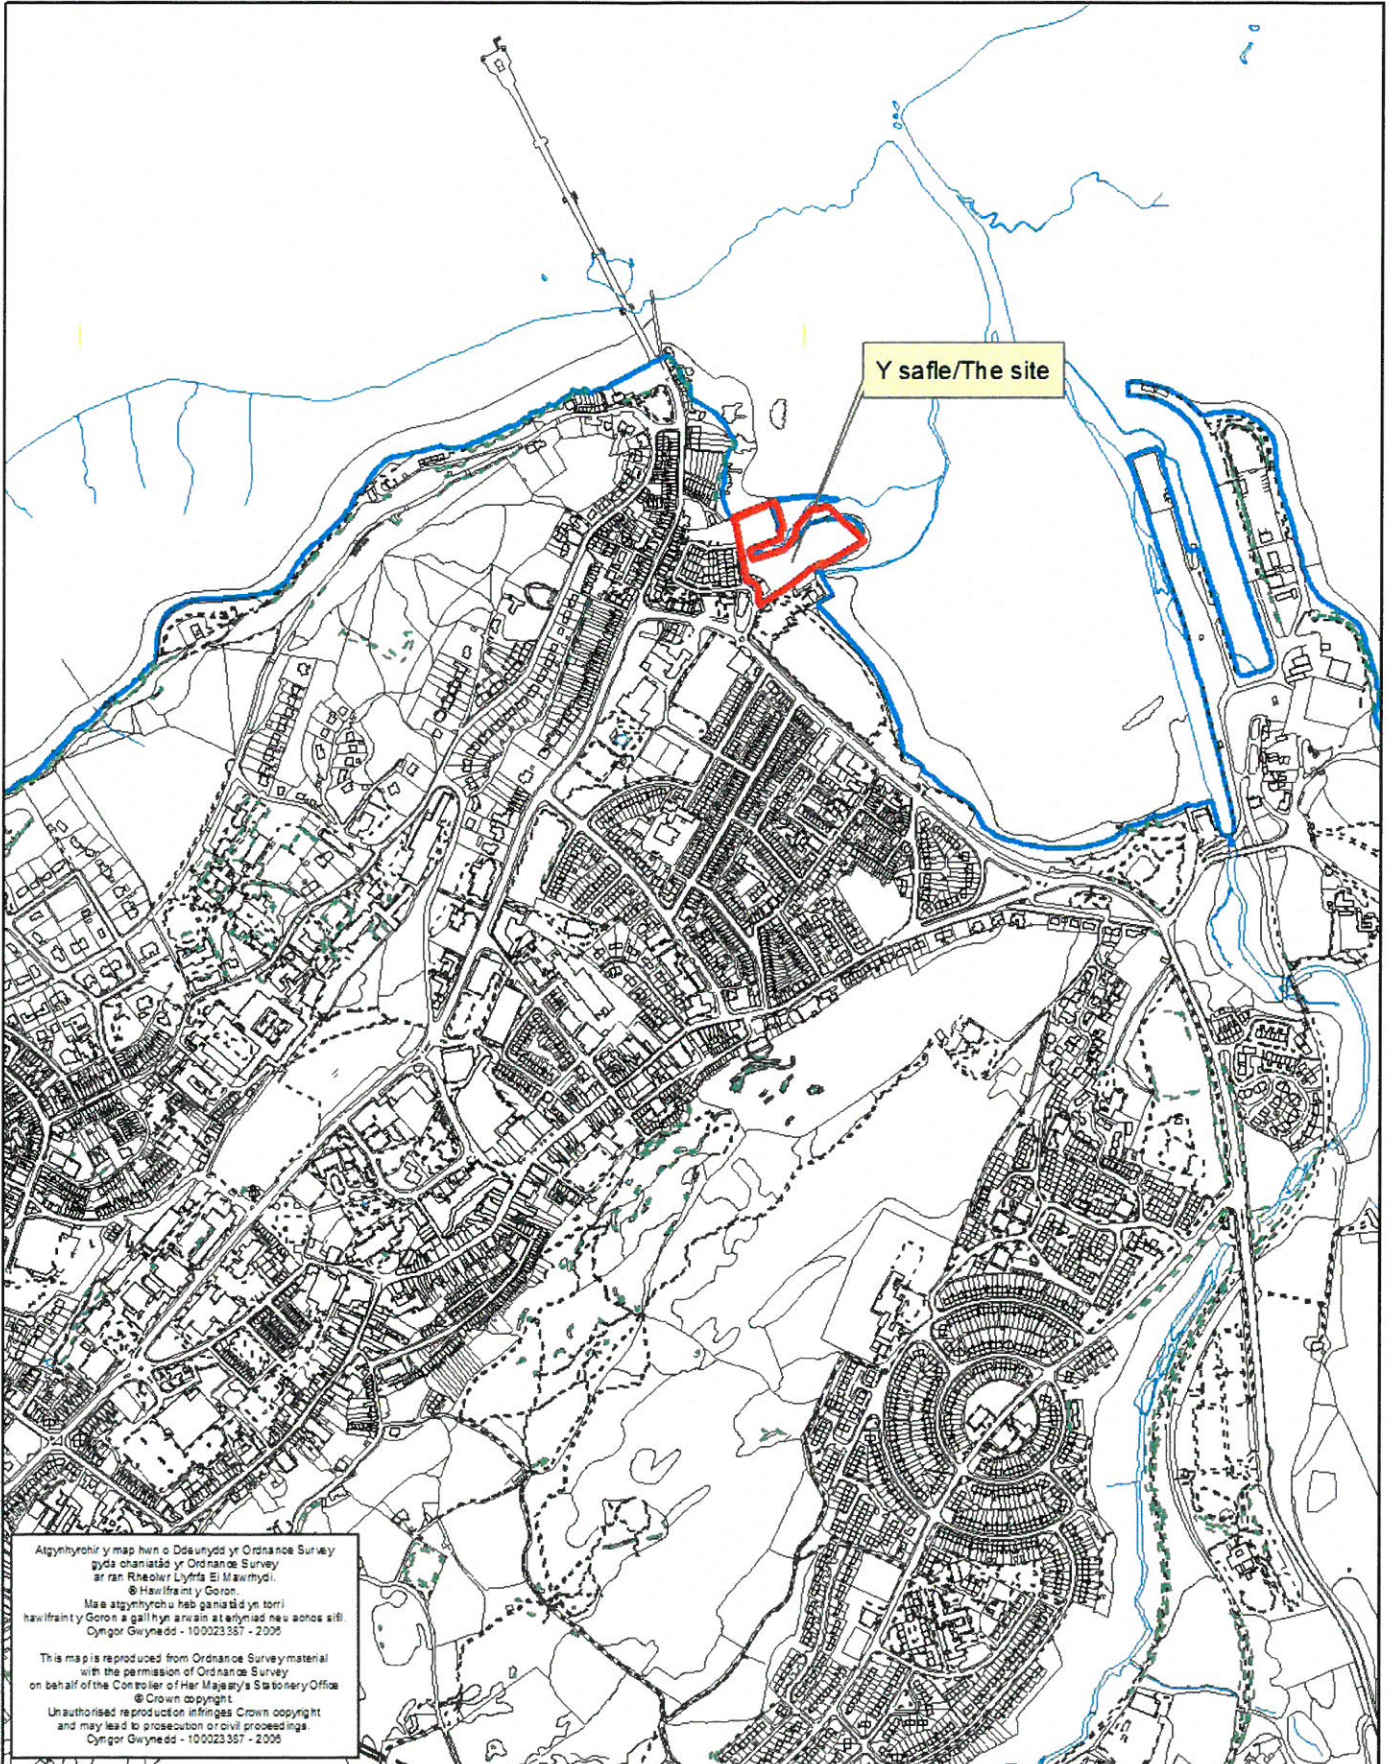 Y safle/The site
Atgynhyrchir y map hwn o Ddeunydd yr Ordnance Survey
gyda chaniatâd yr Ordnance Survey
ar ran Rheolwr Llyfrfa Ei Mawrhydi.
© Hawlfraint y Goron.
Mae atgynhyrchu heb ganiatâd yn torri
hawlfraint y Goron a gall hyn arwain at erlyniad neu achos sifil.
Cyngor Gwynedd - 100023387 - 2006
This map is reproduced from Ordnance Survey material
with the permission of Ordnance Survey
on behalf of the Controller of Her Majesty's Stationery Office
© Crown copyright.
Unauthorised reproduction infringes Crown copyright
and may lead to prosecution or civil proceedings.
Cyngor Gwynedd - 100023387 - 2006